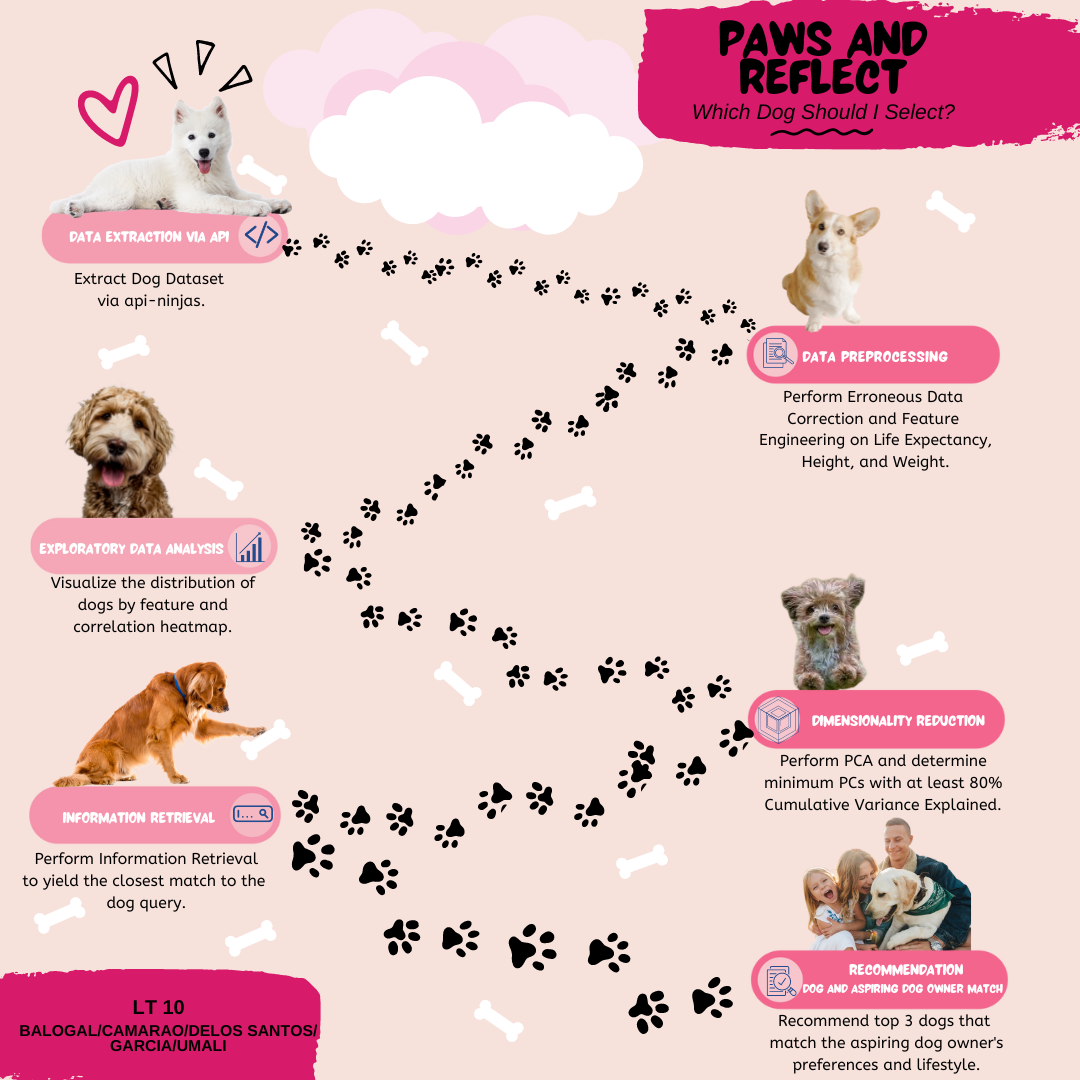 PAWS AND
REFLECT
Which Dog Should I Select?
DATA EXTRACTION VIA API
</>
Extract Dog Dataset
via api-ninjas.
DATA PREPROCESSING
Perform Erroneous Data
Correction and Feature
Engineering on Life Expectancy,
Height, and Weight.
EXPLORATORY DATA ANALYSIS
Visualize the distribution of
dogs by feature and
correlation heatmap.
DIMENSIONALITY REDUCTION
Perform PCA and determine
minimum PCs with at least 80%
Cumulative Variance Explained.
INFORMATION RETRIEVAL
I...
Perform Information Retrieval
to yield the closest match to the
dog query.
RECOMMENDATION
DOG AND ASPIRING DOG OWNER MATCH
Recommend top 3 dogs that
match the aspiring dog owner's
preferences and lifestyle.
LT 10
BALOGAL/CAMARAO/DELOS SANTOS/
GARCIA/UMALI